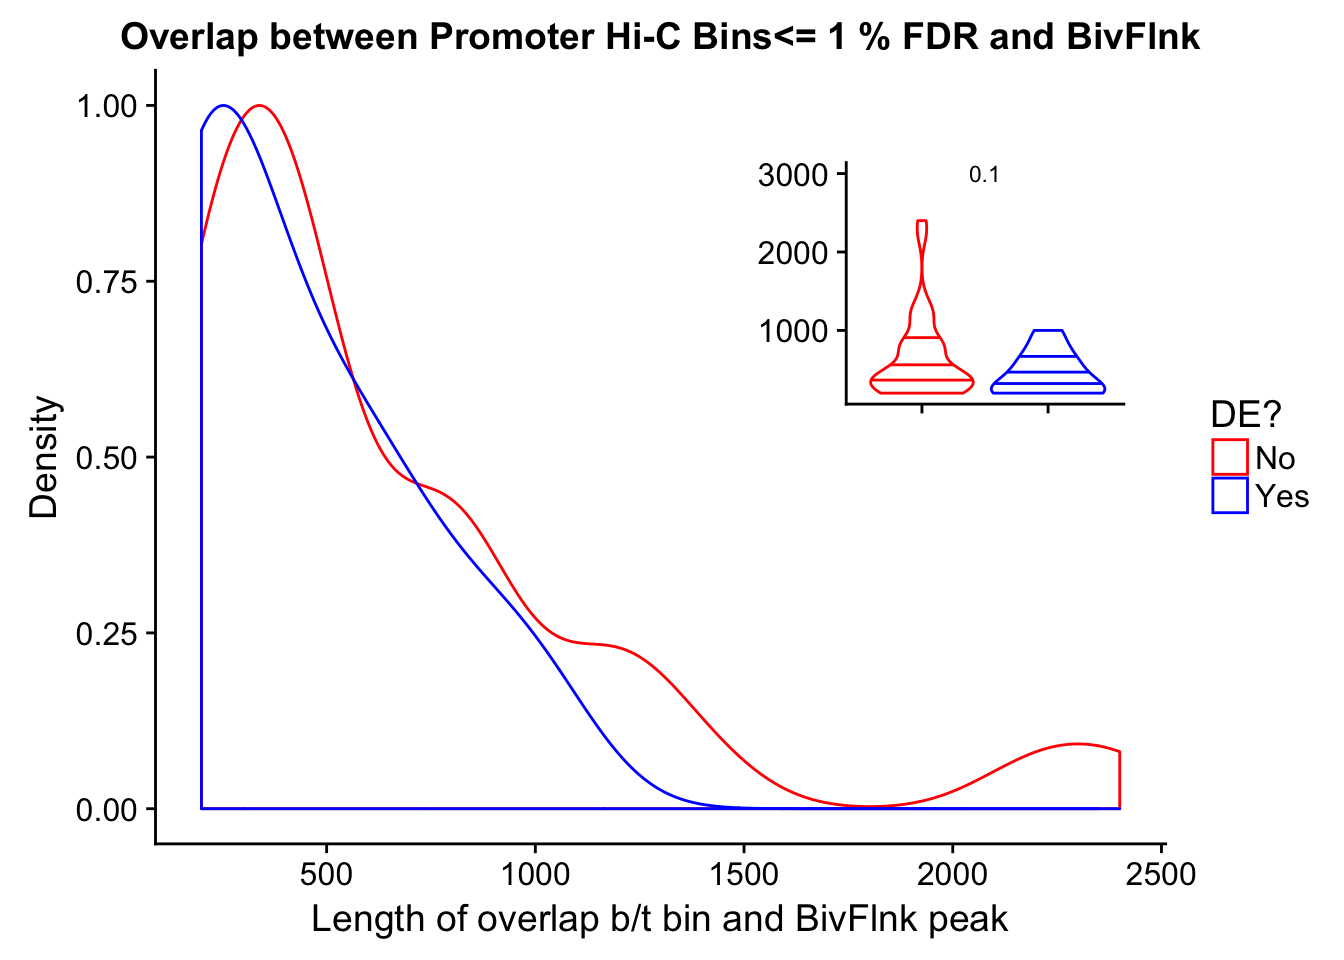 Overlap between Promoter Hi-C Bins<= 1 % FDR and BivFlnk
1.00
0.75
0.50
0.25
0.00
Density
500 1000 1500 2000 2500
Length of overlap b/t bin and BivFlnk peak
3000
2000
1000
0.1
DE?
No
Yes